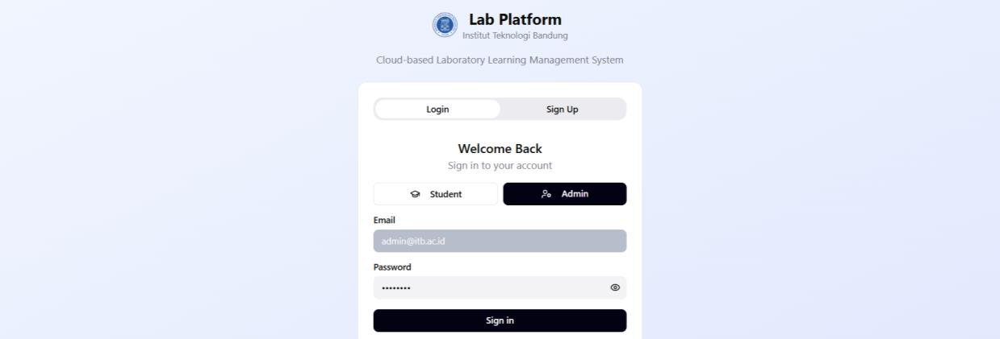 Lab Platform
Institut Teknologi Bandung
Cloud-based Laboratory Learning Management System
Login
Sign Up
Welcome Back
Sign in to your account
Student
Admin
Email
admin@itb.ac.id
Password
••••••••
Sign in